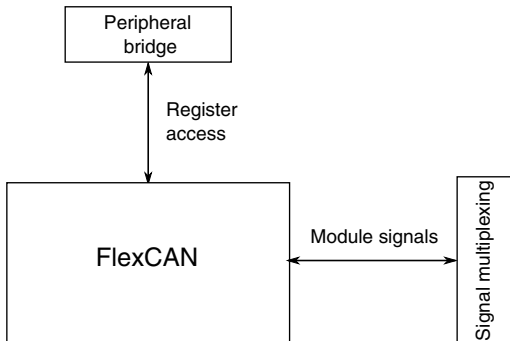 Peripheral
bridge
Register
access
FlexCAN
Module signals
Signal multiplexing